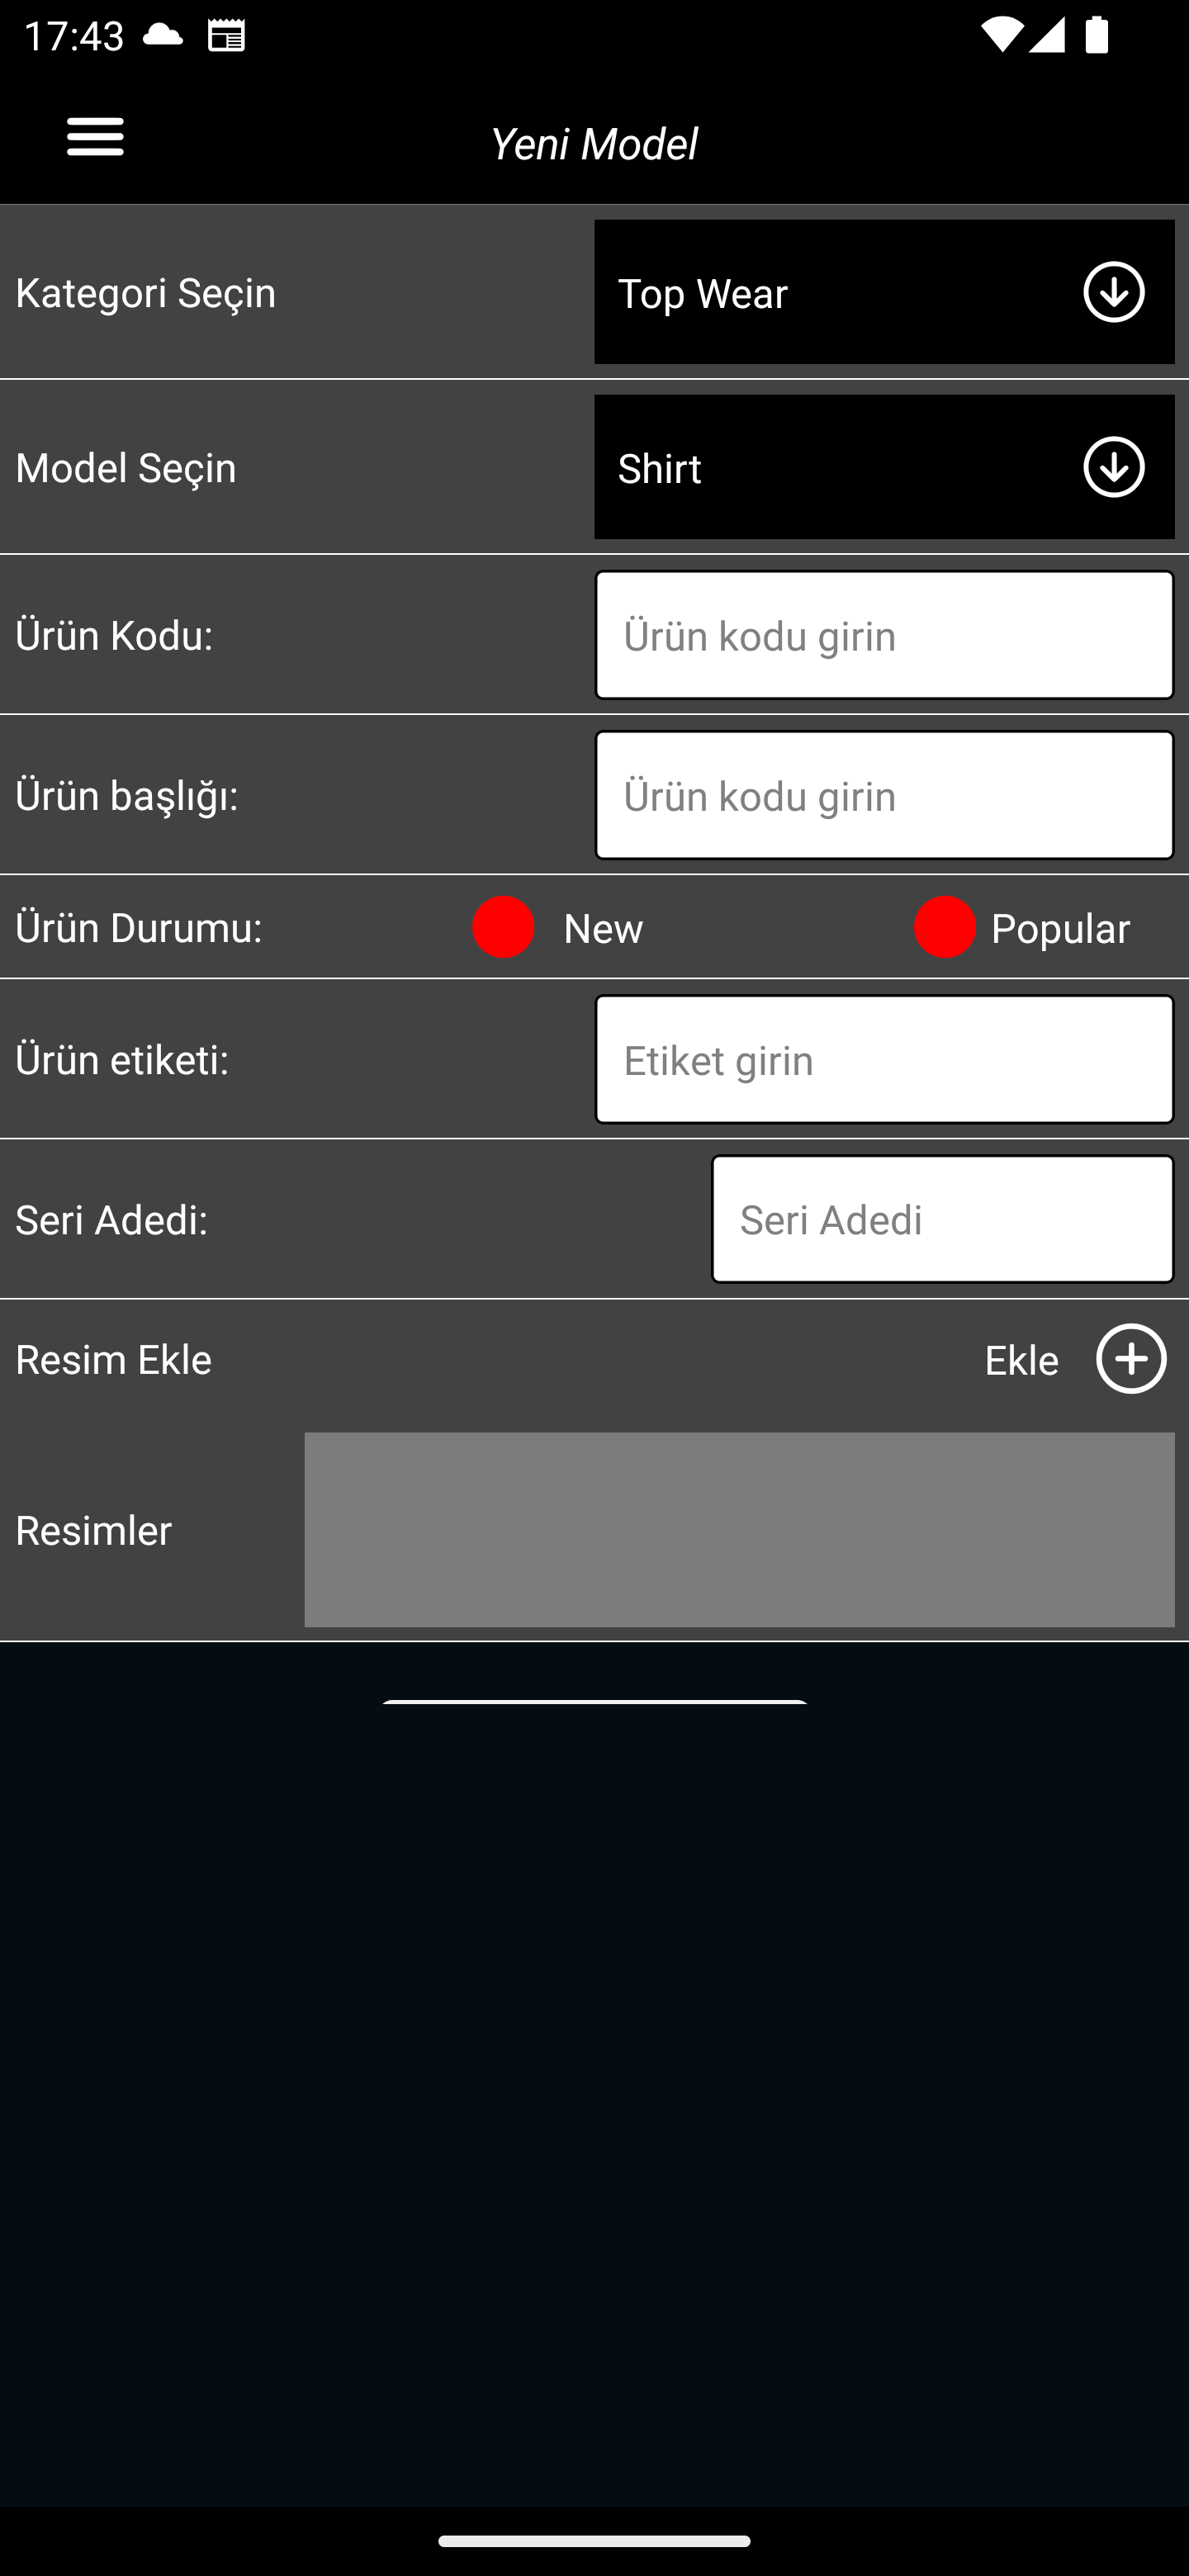 17:43
Yeni Model
Kategori Seçin Top Wear
Model Seçin Shirt
Ürün Kodu: Ürün kodu girin
Ürün başlığı: Ürün kodu girin
Ürün Durumu: New Popular
Ürün etiketi: Etiket girin
Seri Adedi: Seri Adedi
Resim Ekle Ekle
Resimler